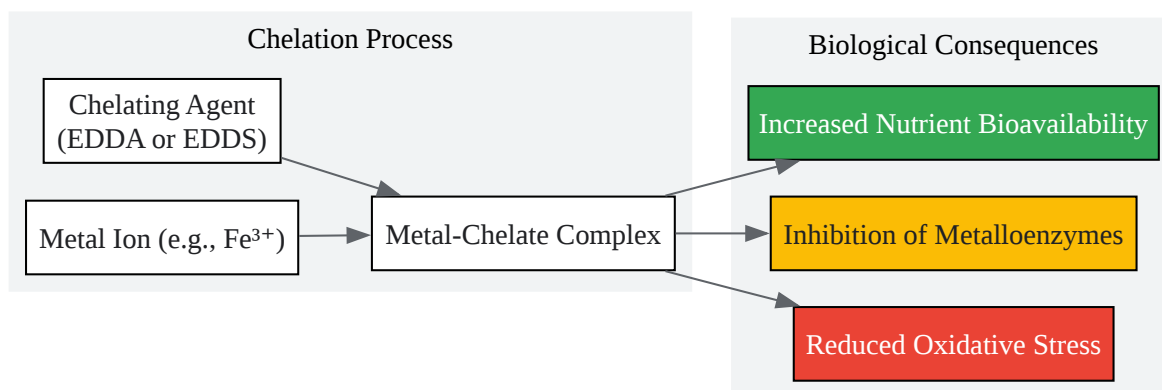 Chelation Process
Chelating Agent
(EDDA or EDDS)
Metal Ion (e.g., Fe³⁺)
Metal-Chelate Complex
Biological Consequences
Increased Nutrient Bioavailability
Inhibition of Metalloenzymes
Reduced Oxidative Stress